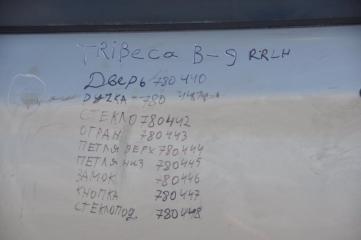 TRIBECA B-9 RRLH
ДВЕРЬ 780440
РУЧКА - 780
СТЕКЛО 780442
ОГРАН 780443
ПЕТЛЯ ВЕРХ 780444
ПЕТЛЯ НИЗ 780445
ЗАМОК 780446
КНОПКА 780447
СТЕКЛОПОД. 780448